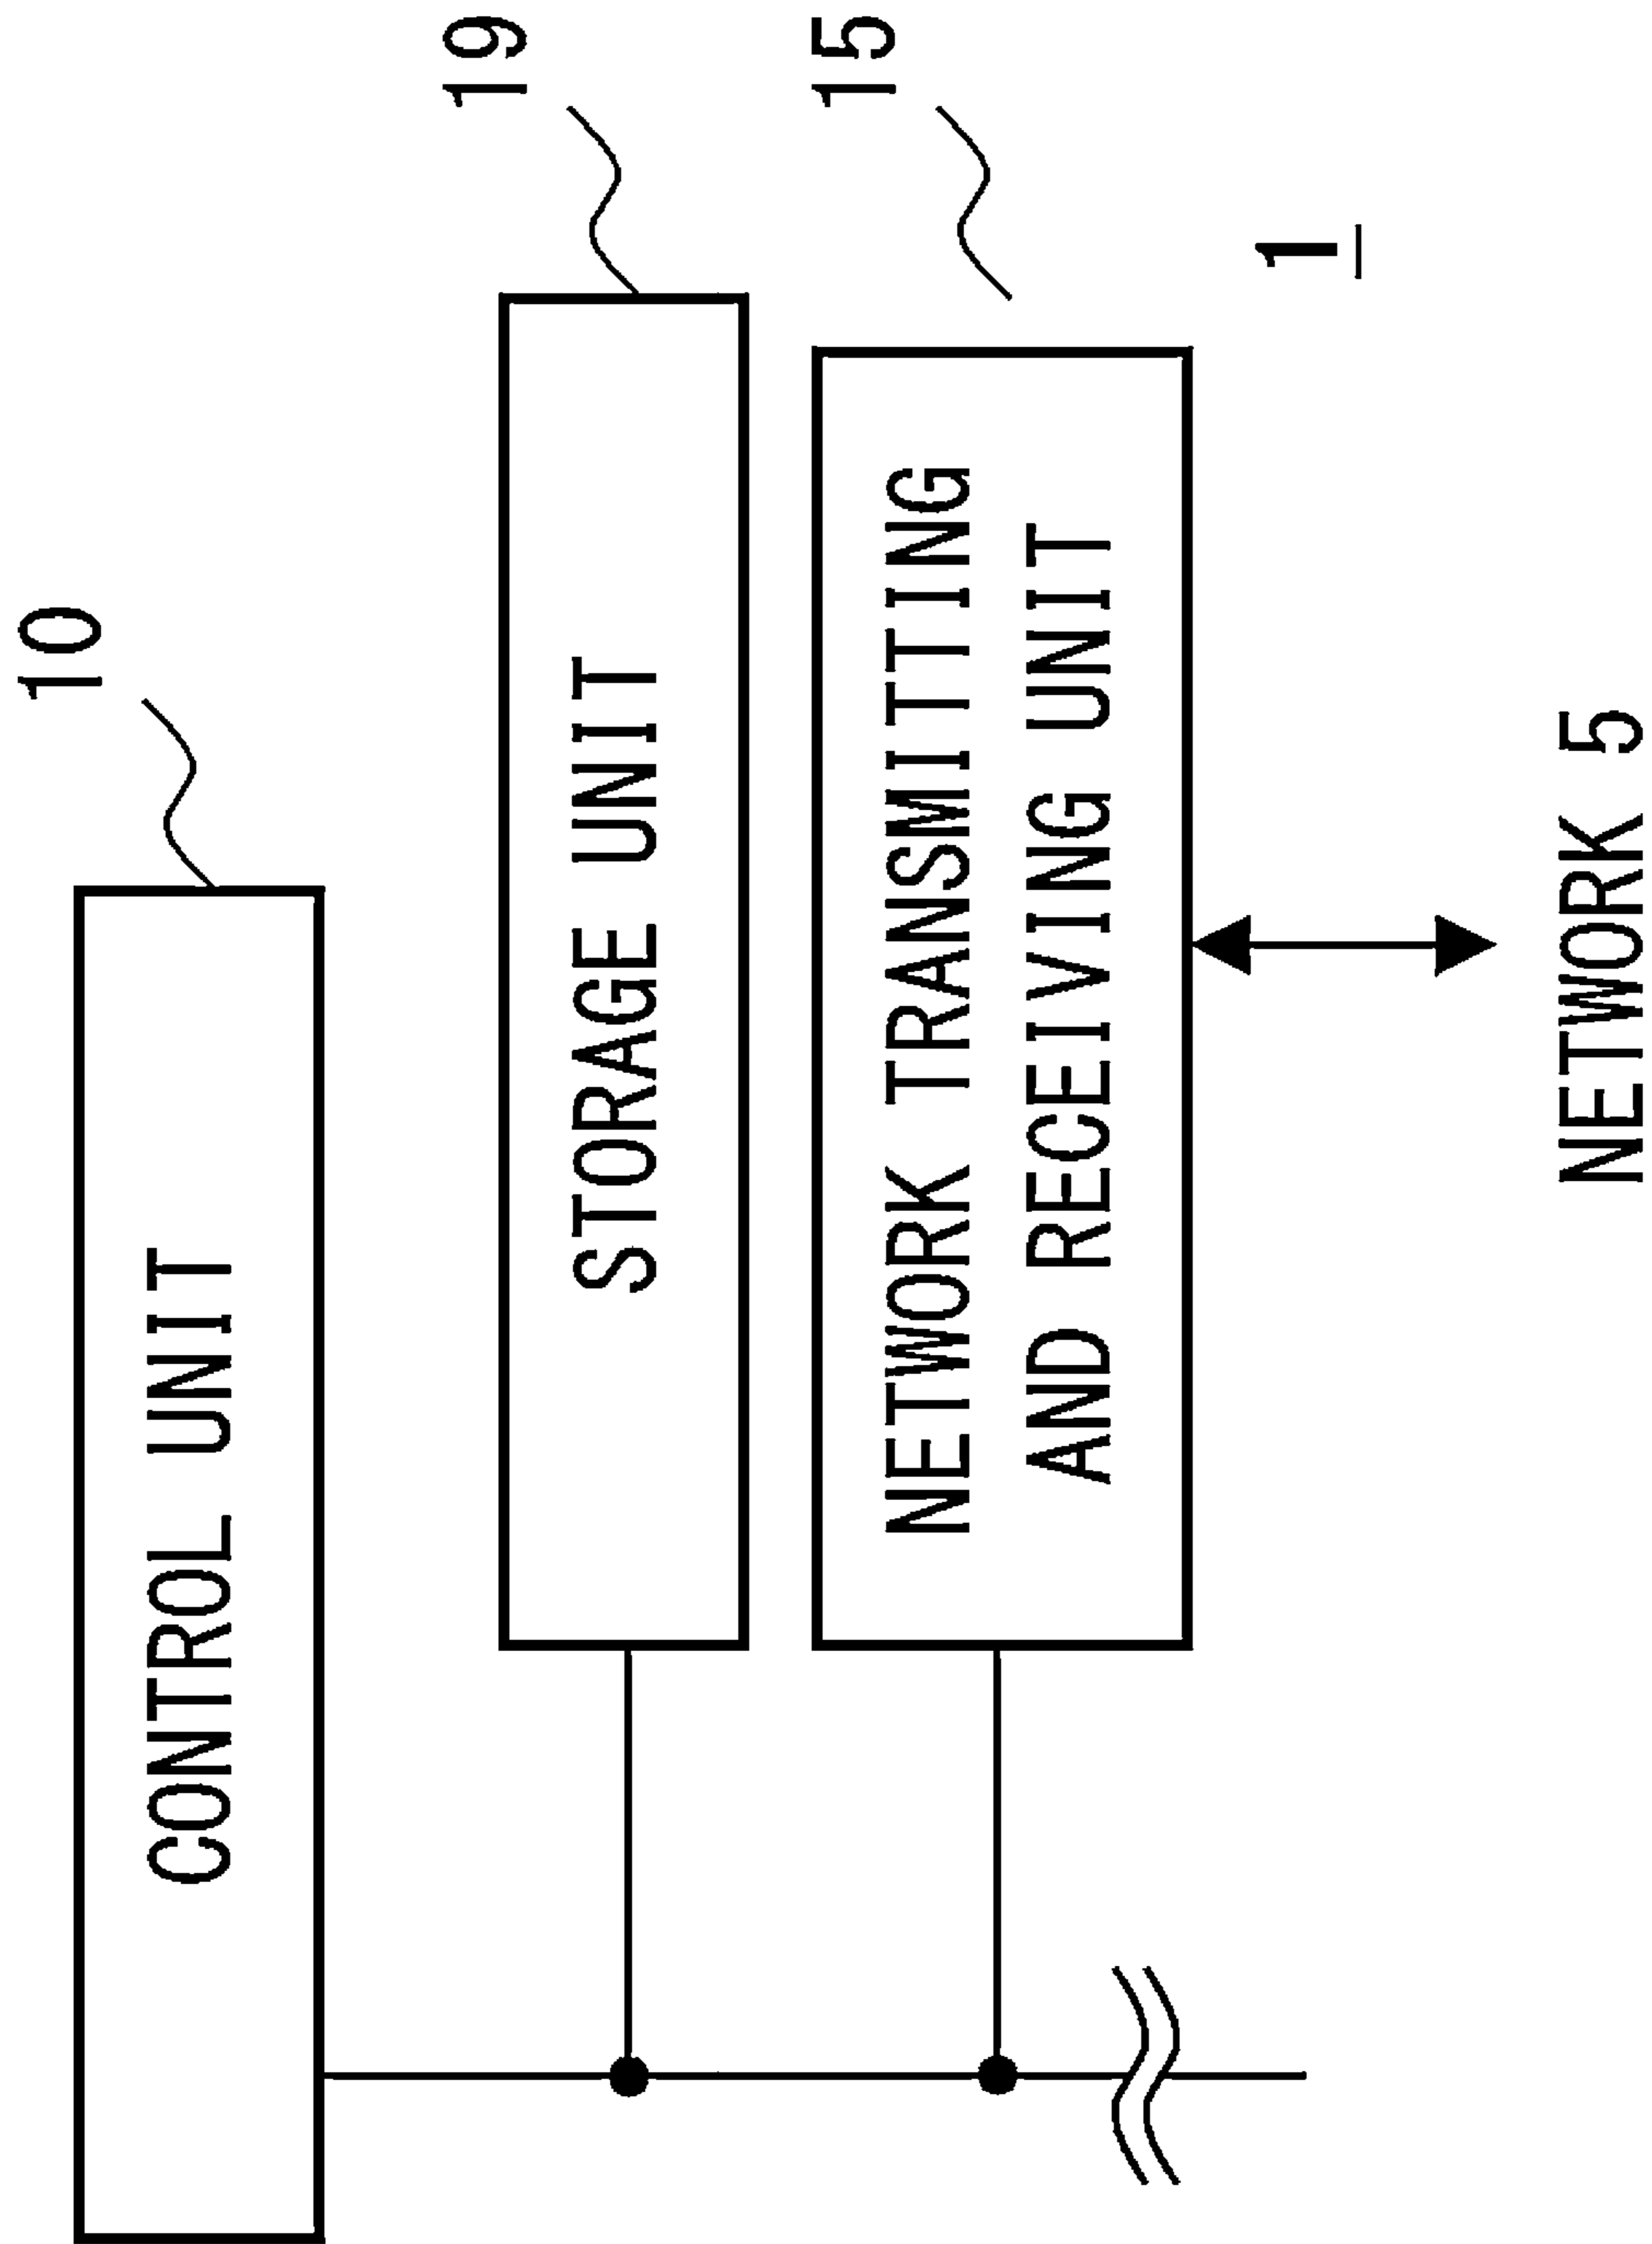 10
CONTROL UNIT
19
STORAGE UNIT
15
NETWORK TRANSMITTING
AND RECEIVING UNIT
1
NETWORK 5